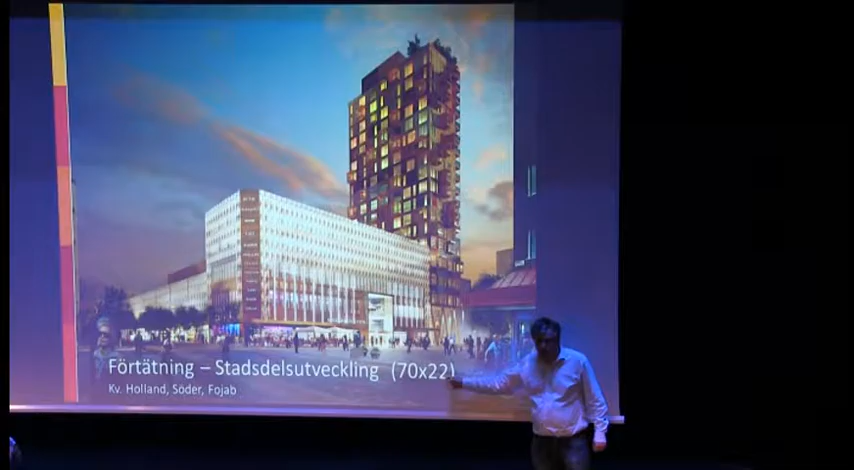 Förtätning – Stadsdelsutveckling (70x22)
Kv. Holland, Söder, Fojab